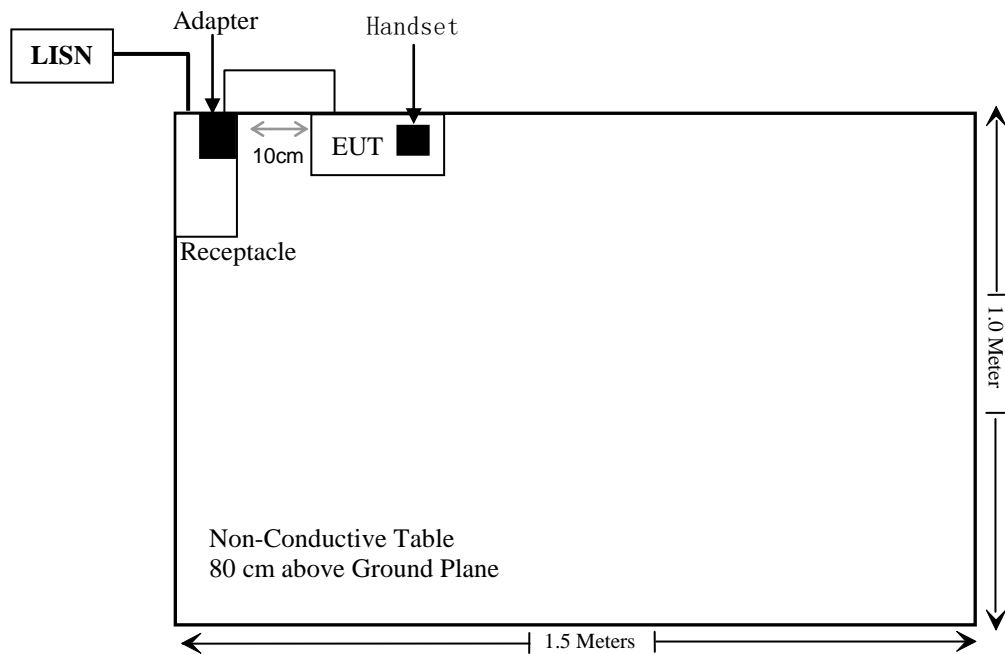 Adapter
Handset
LISN
EUT
10cm
Receptacle
1.0 Meter
Non-Conductive Table
80 cm above Ground Plane
1.5 Meters